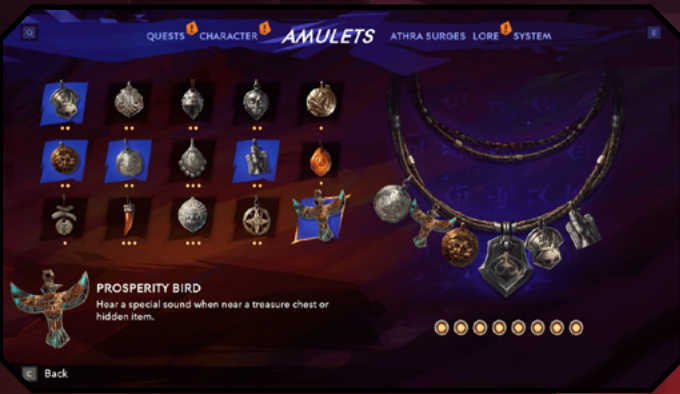 Q
QUESTS CHARACTER AMULETS ATHRA SURGES LORE SYSTEM
E
PROSPERITY BIRD
Hear a special sound when near a treasure chest or
hidden item.
C Back